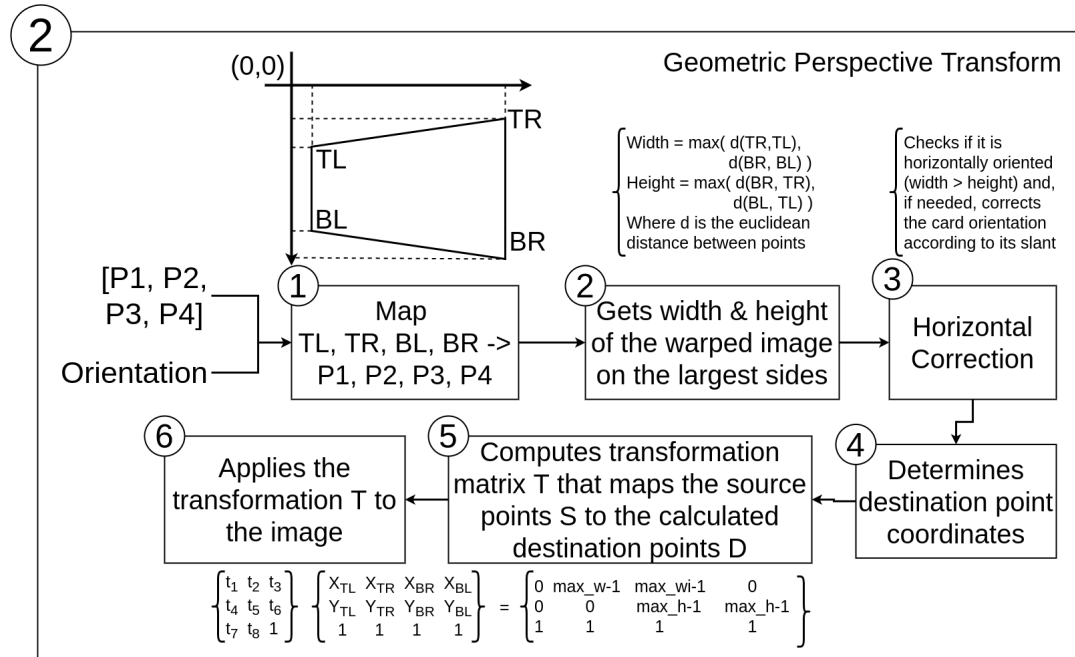 2
Geometric Perspective Transform
(0,0)
TR
TL
BL
BR
Width = max( d(TR,TL),
d(BR, BL) )
Height = max( d(BR, TR),
d(BL, TL) )
Where d is the euclidean
distance between points
Checks if it is
horizontally oriented
(width > height) and,
if needed, corrects
the card orientation
according to its slant
[P1, P2,
P3, P4]
Orientation
1
Map
TL, TR, BL, BR ->
P1, P2, P3, P4
2
Gets width & height
of the warped image
on the largest sides
3
Horizontal
Correction
4
Determines
destination point
coordinates
5
Computes transformation
matrix T that maps the source
points S to the calculated
destination points D
6
Applies the
transformation T to
the image
t1 t2 t3 XTL XTR XBR XBL 0 max_w-1 max_wi-1 0
t4 t5 t6 YTL YTR YBR YBL = 0 0 max_h-1 max_h-1
t7 t8 1 1 1 1 1 1 1 1 1